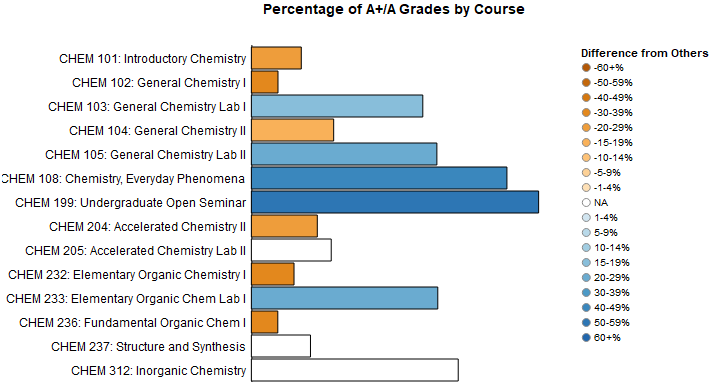 Percentage of A+/A Grades by Course
CHEM 101: Introductory Chemistry
CHEM 102: General Chemistry I
CHEM 103: General Chemistry Lab I
CHEM 104: General Chemistry II
CHEM 105: General Chemistry Lab II
CHEM 108: Chemistry, Everyday Phenomena
CHEM 199: Undergraduate Open Seminar
CHEM 204: Accelerated Chemistry II
CHEM 205: Accelerated Chemistry Lab II
CHEM 232: Elementary Organic Chemistry I
CHEM 233: Elementary Organic Chem Lab I
CHEM 236: Fundamental Organic Chem I
CHEM 237: Structure and Synthesis
CHEM 312: Inorganic Chemistry
Difference from Others
-60+%
-50-59%
-40-49%
-30-39%
-20-29%
-15-19%
-10-14%
-5-9%
-1-4%
NA
1-4%
5-9%
10-14%
15-19%
20-29%
30-39%
40-49%
50-59%
60+%